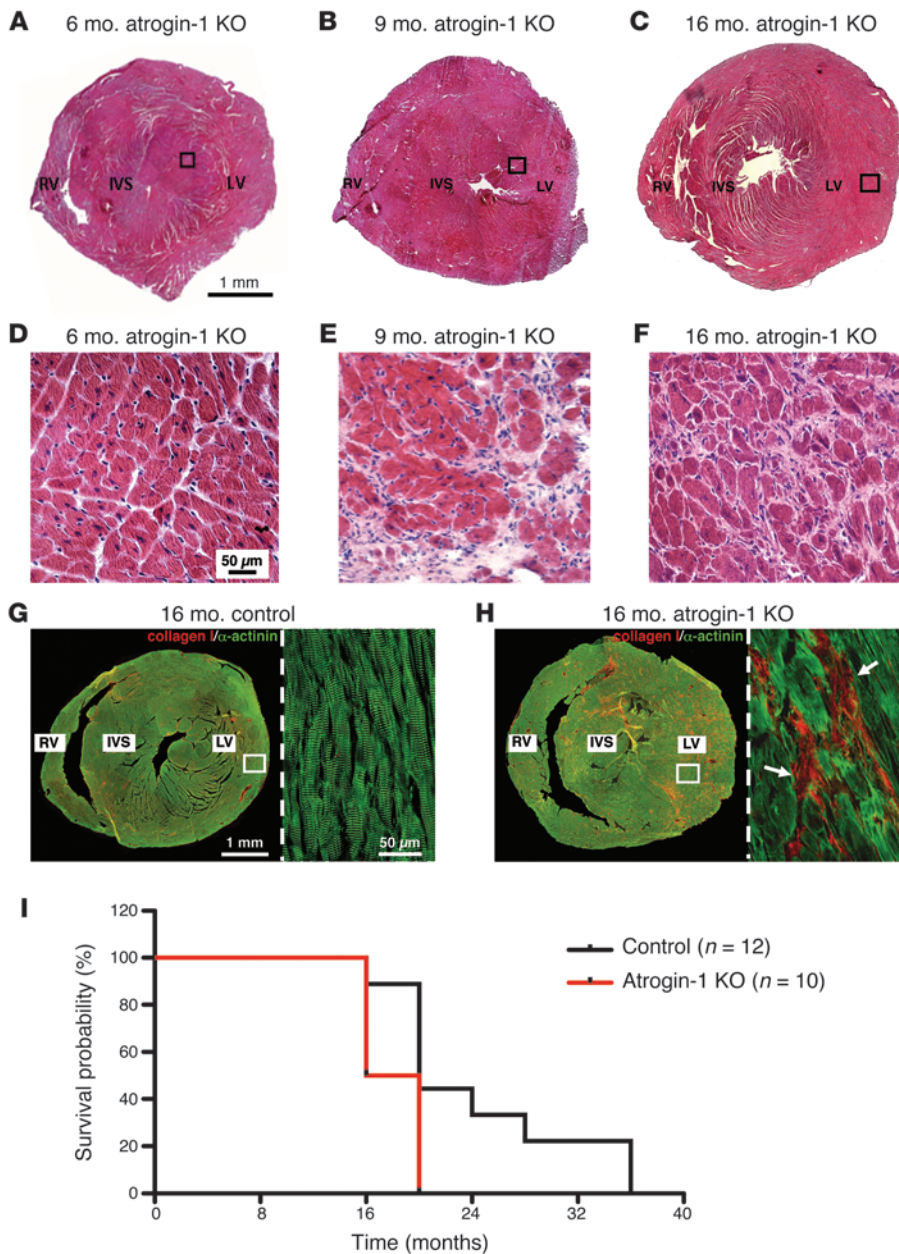 A 6 mo. atrogin-1 KO
B 9 mo. atrogin-1 KO
C 16 mo. atrogin-1 KO
RV IVS LV
1 mm
RV IVS LV
RV IVS LV
D 6 mo. atrogin-1 KO
E 9 mo. atrogin-1 KO
F 16 mo. atrogin-1 KO
50 µm
G 16 mo. control
H 16 mo. atrogin-1 KO
collagen I/α-actinin
RV IVS LV
1 mm
50 µm
collagen I/α-actinin
RV IVS LV
I
Survival probability (%)
120
100
80
60
40
20
0
0 8 16 24 32 40
Time (months)
Control (n = 12)
Atrogin-1 KO (n = 10)